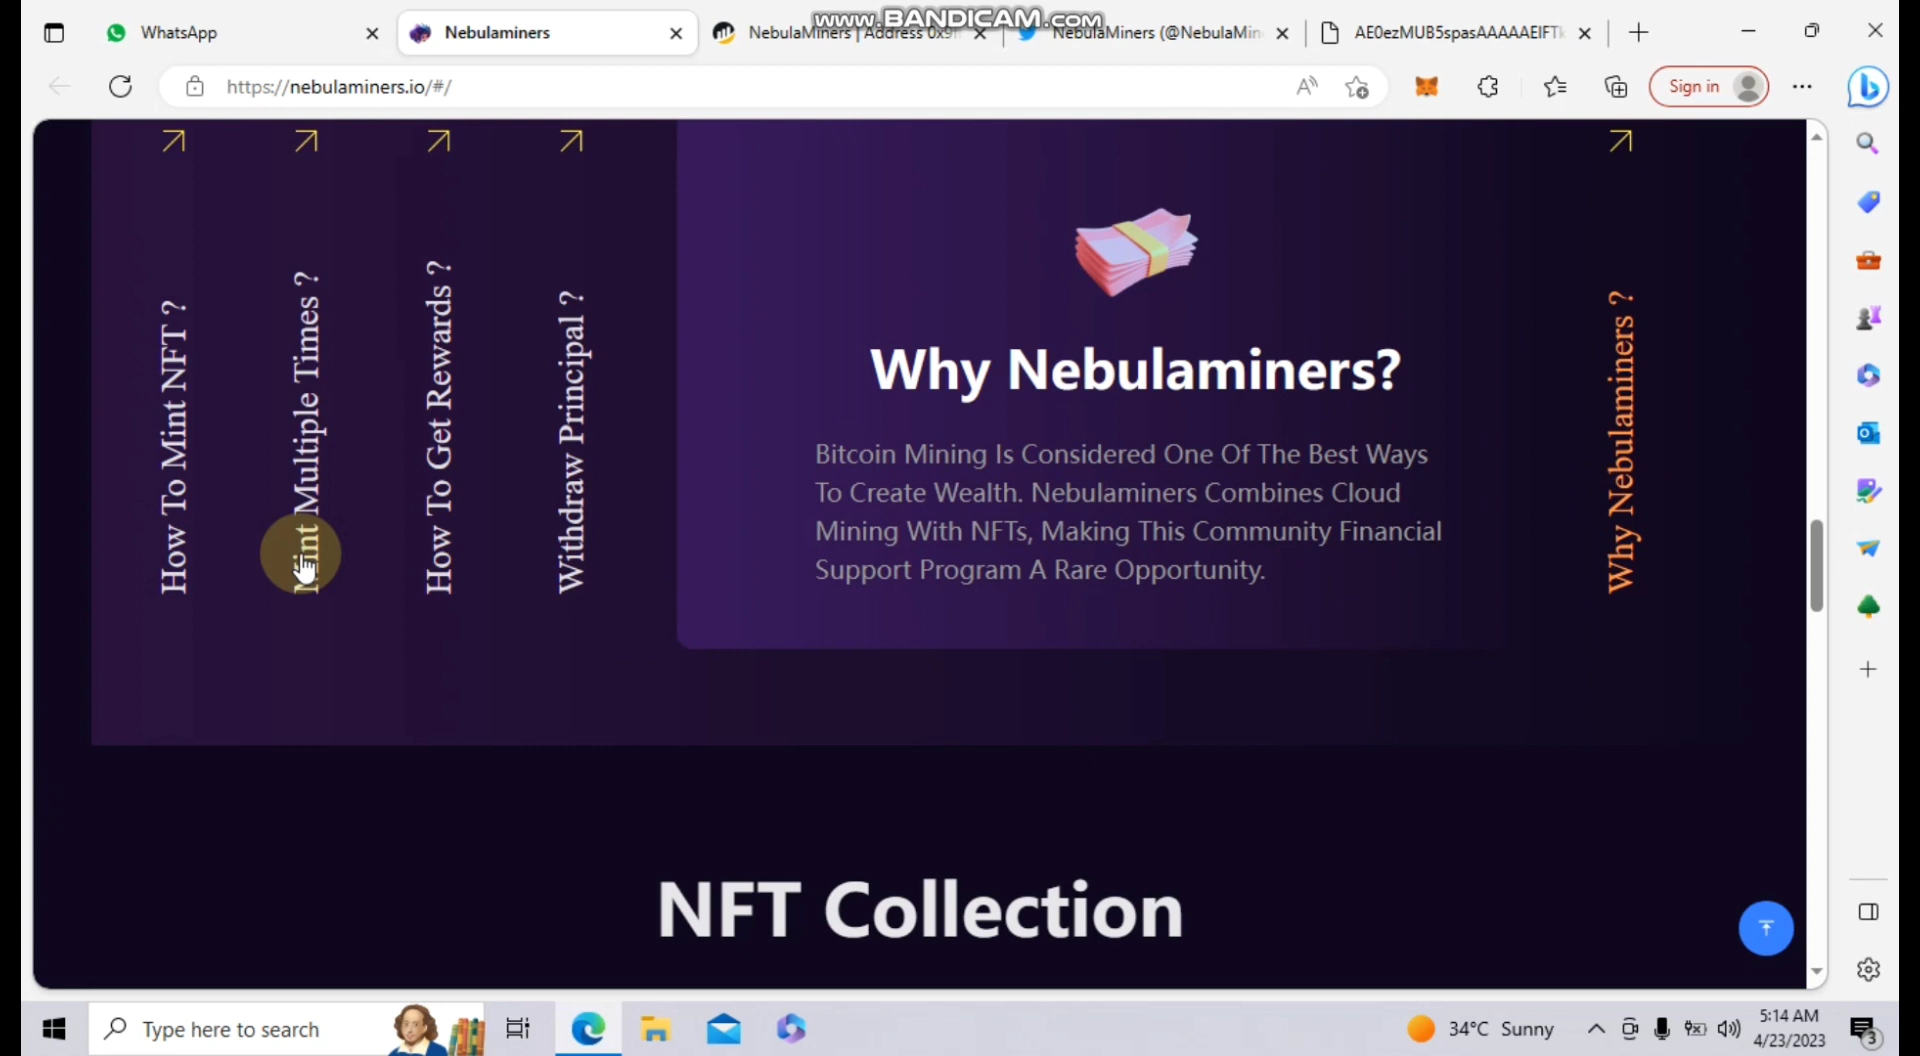 www.BANDICAM.com
WhatsApp
Nebulaminers
NebulaMiners | Address 0x9
NebulaMiners (@NebulaMin
AE0ezMUB5spasAAAAAEIFT
https://nebulaminers.io/#/
Sign in
How To Mint NFT ?
Mint Multiple Times ?
How To Get Rewards ?
Withdraw Principal ?
Why Nebulaminers?
Bitcoin Mining Is Considered One Of The Best Ways
To Create Wealth. Nebulaminers Combines Cloud
Mining With NFTs, Making This Community Financial
Support Program A Rare Opportunity.
Why Nebulaminers ?
NFT Collection
Type here to search
34°C Sunny
5:14 AM
4/23/2023
3